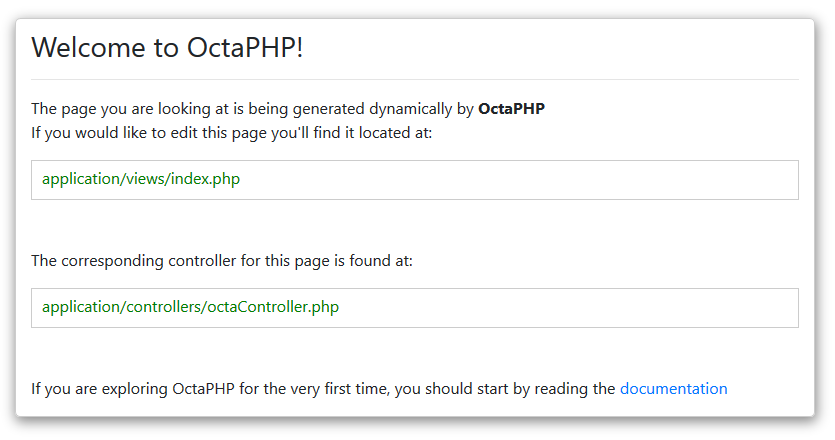 Welcome to OctaPHP!
The page you are looking at is being generated dynamically by OctaPHP
If you would like to edit this page you'll find it located at:
application/views/index.php
The corresponding controller for this page is found at:
application/controllers/octaController.php
If you are exploring OctaPHP for the very first time, you should start by reading the documentation